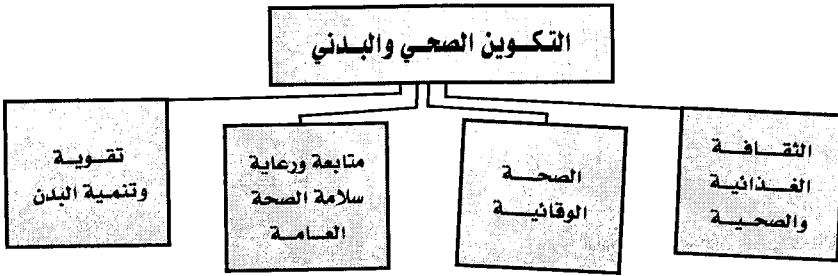 التكوين الصحي والبدني
الثقافة
الغذائية
والصحية
الصحة
الوقائية
متابعة ورعاية
سلامة الصحة
العامة
تقوية
وتنمية البدن